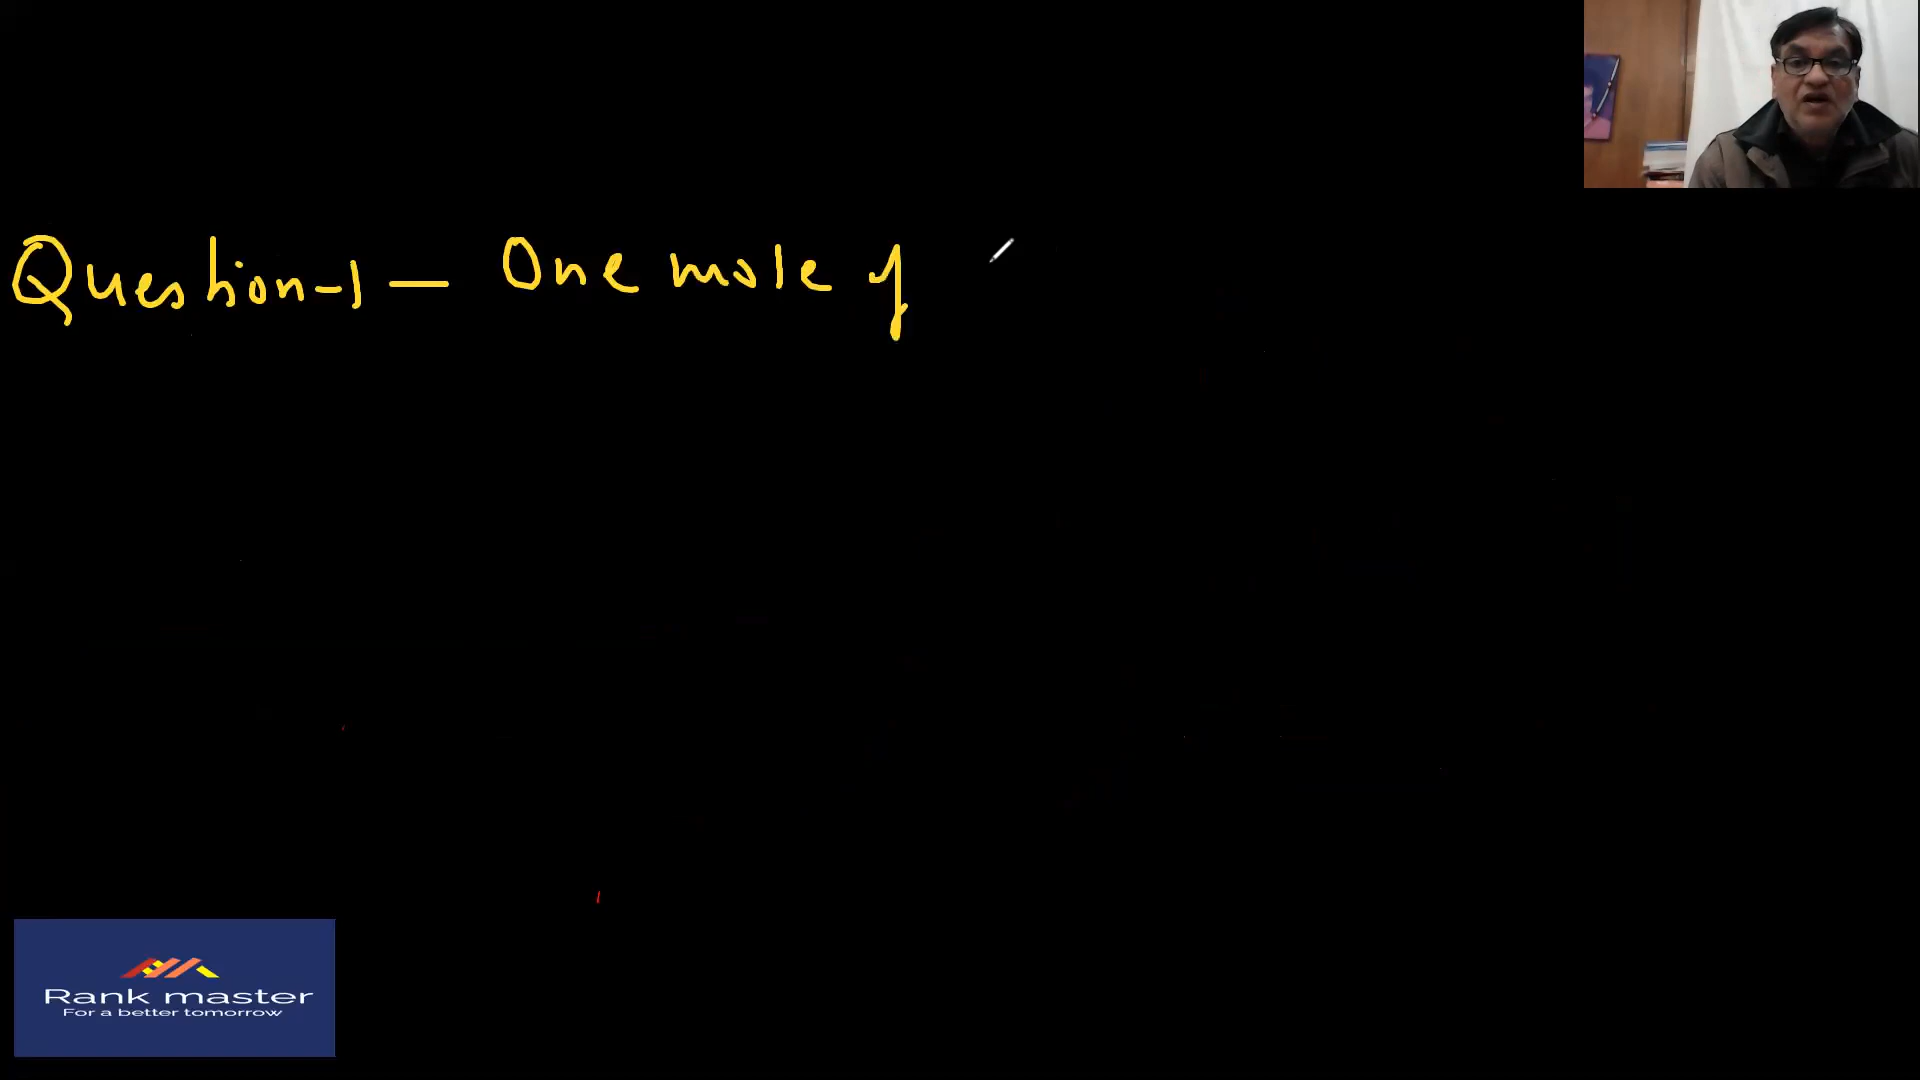 Question-1 — One mole of
Rank master
For a better tomorrow